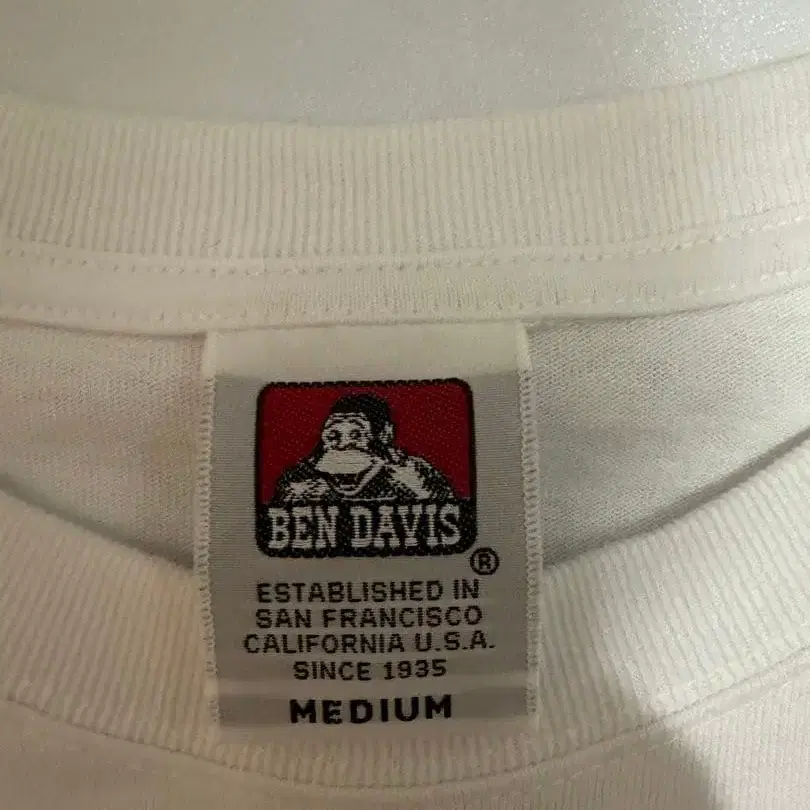 BEN DAVIS
®
ESTABLISHED IN
SAN FRANCISCO
CALIFORNIA U.S.A.
SINCE 1935
MEDIUM